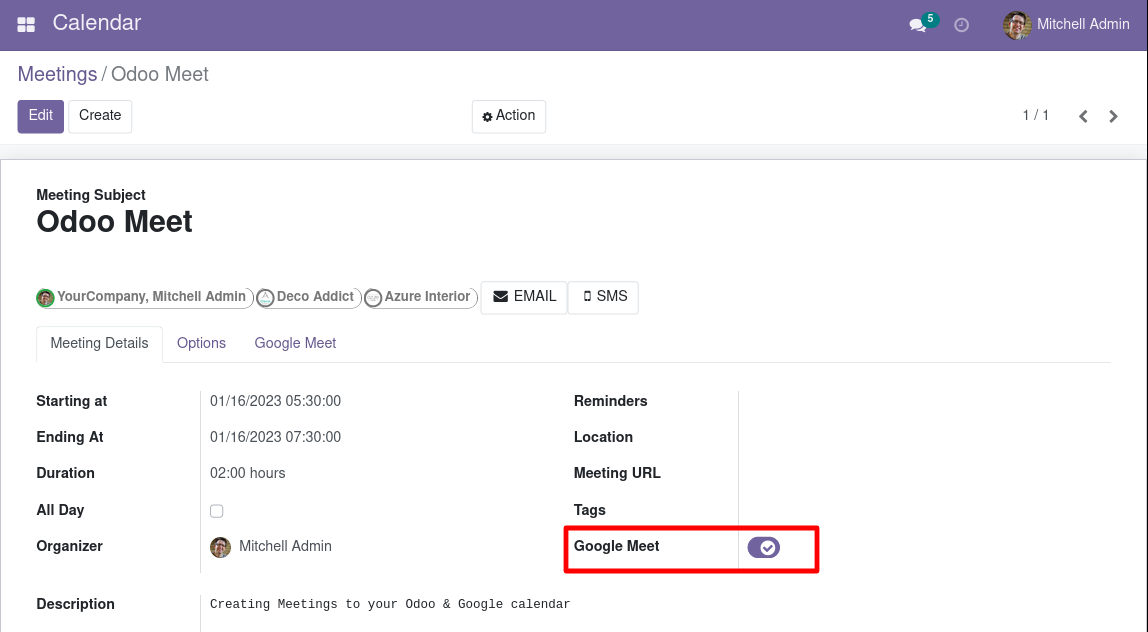 Calendar 5 Mitchell Admin
Meetings / Odoo Meet
Edit Create Action 1 / 1
Meeting Subject
Odoo Meet
YourCompany, Mitchell Admin Deco Addict Azure Interior EMAIL SMS
Meeting Details Options Google Meet
Starting at 01/16/2023 05:30:00 Reminders
Ending At 01/16/2023 07:30:00 Location
Duration 02:00 hours Meeting URL
All Day Tags
Organizer Mitchell Admin Google Meet
Description Creating Meetings to your Odoo & Google calendar